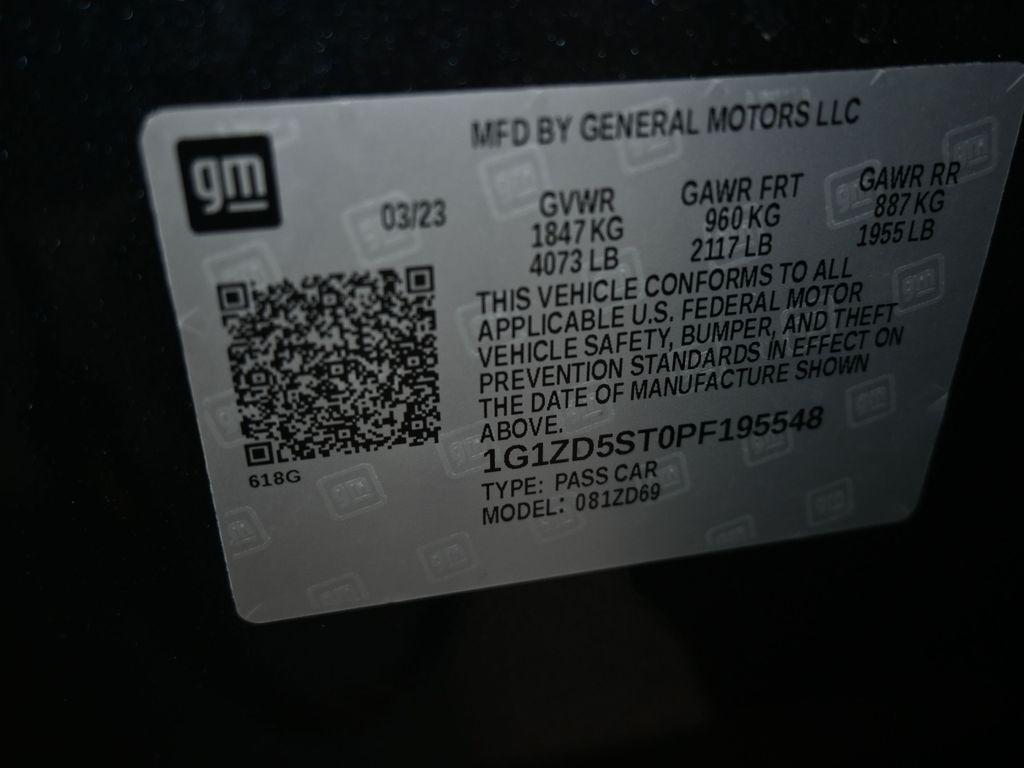 gm
MFD BY GENERAL MOTORS LLC
03/23
GVWR GAWR FRT GAWR RR
1847 KG 960 KG 887 KG
4073 LB 2117 LB 1955 LB
THIS VEHICLE CONFORMS TO ALL
APPLICABLE U.S. FEDERAL MOTOR
VEHICLE SAFETY, BUMPER, AND THEFT
PREVENTION STANDARDS IN EFFECT ON
THE DATE OF MANUFACTURE SHOWN
ABOVE.
1G1ZD5ST0PF195548
618G
TYPE: PASS CAR
MODEL: 081ZD69